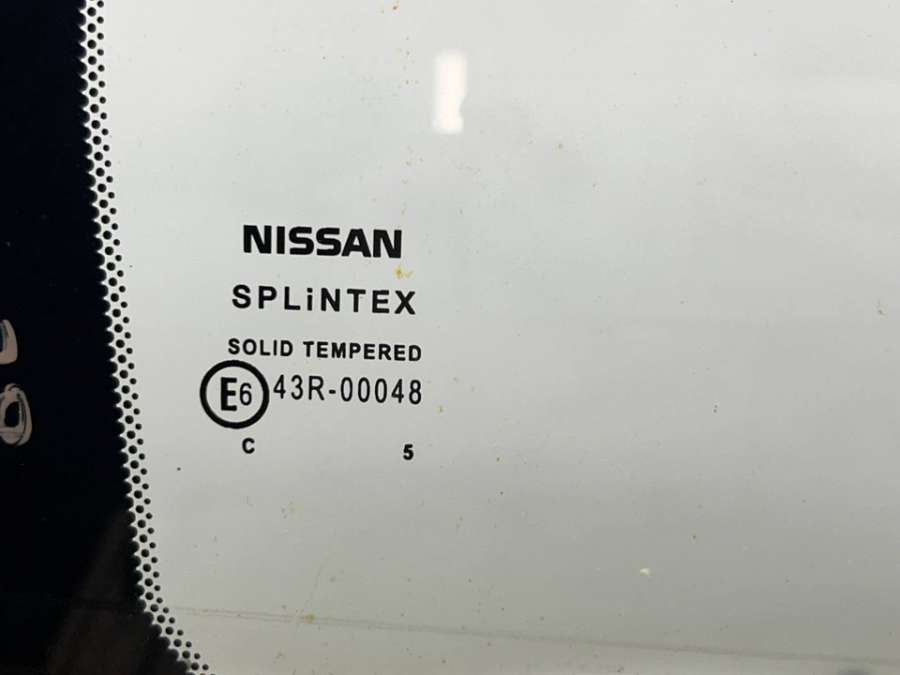 NISSAN
SPLiNTEX
SOLID TEMPERED
E6 43R-00048
C 5